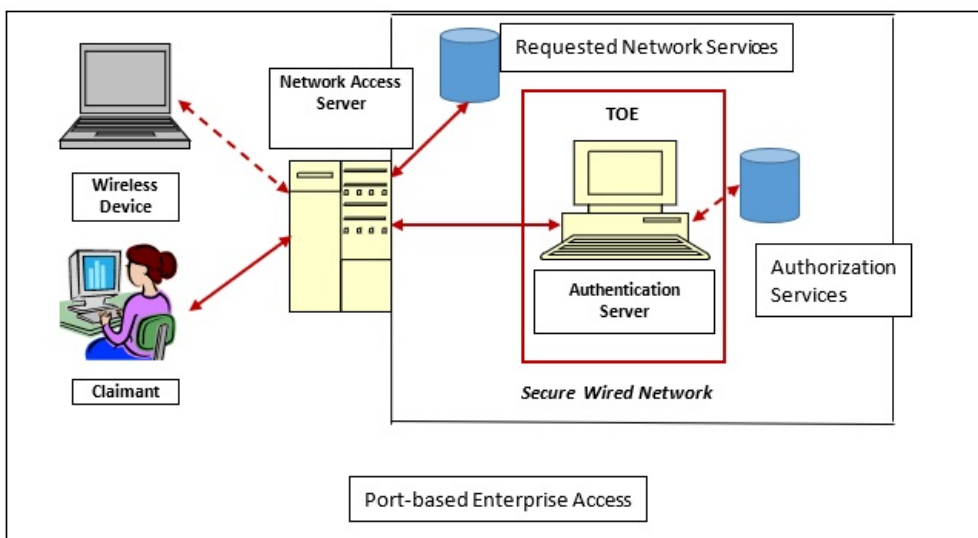 Requested Network Services
Network Access
Server
TOE
Wireless
Device
Authorization
Services
Authentication
Server
Claimant
Secure Wired Network
Port-based Enterprise Access